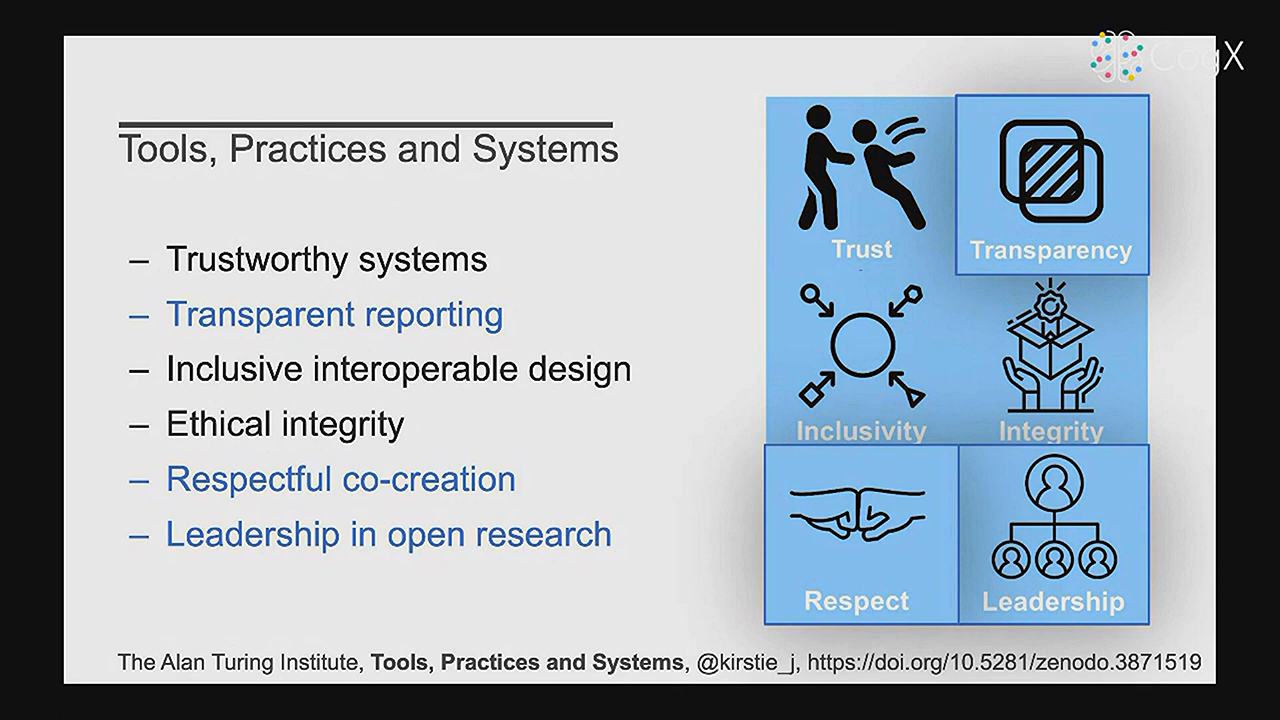 CogX
Tools, Practices and Systems
– Trustworthy systems
– Transparent reporting
– Inclusive interoperable design
– Ethical integrity
– Respectful co-creation
– Leadership in open research
Trust
Transparency
Inclusivity
Integrity
Respect
Leadership
The Alan Turing Institute, Tools, Practices and Systems, @kirstie_j, https://doi.org/10.5281/zenodo.3871519